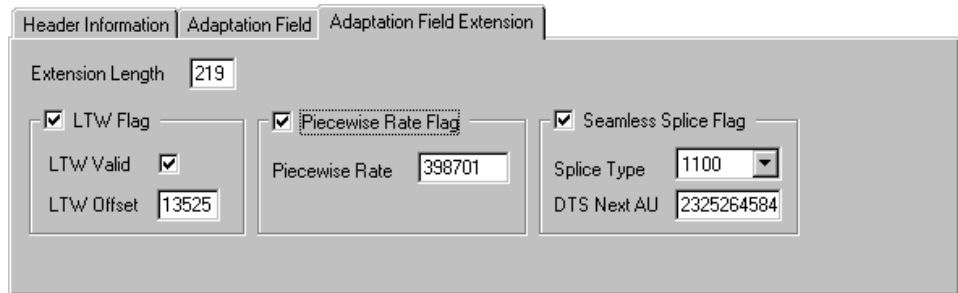 Header Information Adaptation Field Adaptation Field Extension
Extension Length 219
LTW Flag Piecewise Rate Flag Seamless Splice Flag
LTW Valid Piecewise Rate 398701 Splice Type 1100
LTW Offset 13525 DTS Next AU 2325264584